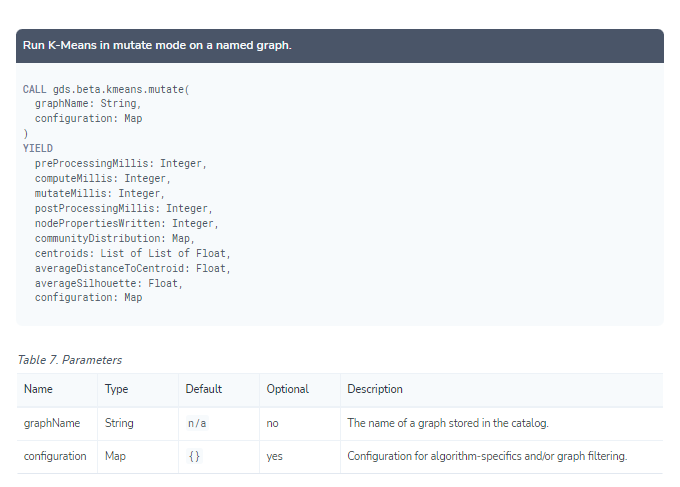 Run K-Means in mutate mode on a named graph.
CALL gds.beta.kmeans.mutate(
  graphName: String,
  configuration: Map
)
YIELD
  preProcessingMillis: Integer,
  computeMillis: Integer,
  mutateMillis: Integer,
  postProcessingMillis: Integer,
  nodePropertiesWritten: Integer,
  communityDistribution: Map,
  centroids: List of List of Float,
  averageDistanceToCentroid: Float,
  averageSilhouette: Float,
  configuration: Map
Table 7. Parameters
Name Type Default Optional Description
graphName String n/a no The name of a graph stored in the catalog.
configuration Map {} yes Configuration for algorithm-specifics and/or graph filtering.